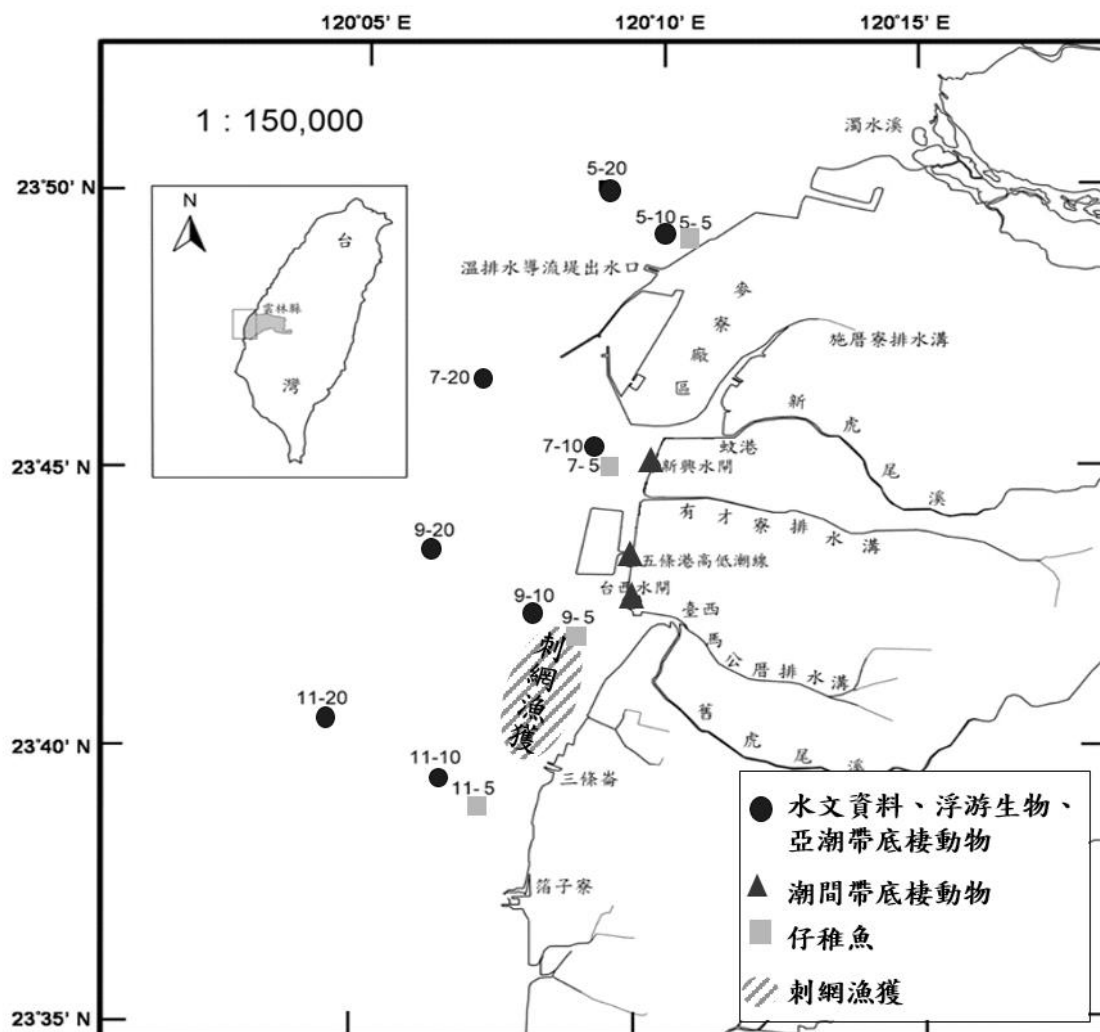 120°05' E
120°10' E
120°15' E
1：150,000
濁水溪
23°50' N
5-20
5-10
5-5
N
台
灣
雲林縣
溫排水導流堤出水口
麥寮廠區
施厝寮排水溝
7-20
新虎尾溪
7-10
蚊港
23°45' N
7-5
新興水閘
有才寮排水溝
9-20
五條港高低潮線
台西水閘
9-10
9-5
臺西
馬公厝排水溝
刺網漁獲
11-20
舊虎尾溪
23°40' N
11-10
三條崙
11-5
水文資料、浮游生物、
亞潮帶底棲動物
箔子寮
潮間帶底棲動物
仔稚魚
刺網漁獲
23°35' N